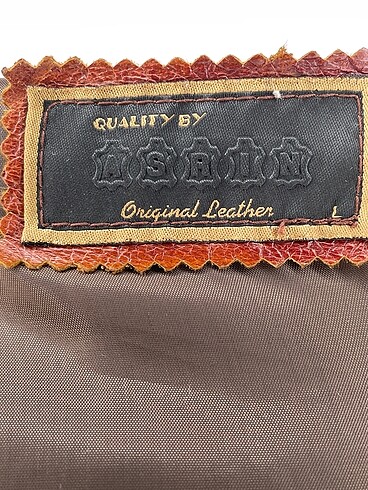 QUALITY BY
ASRIN
Original Leather
L